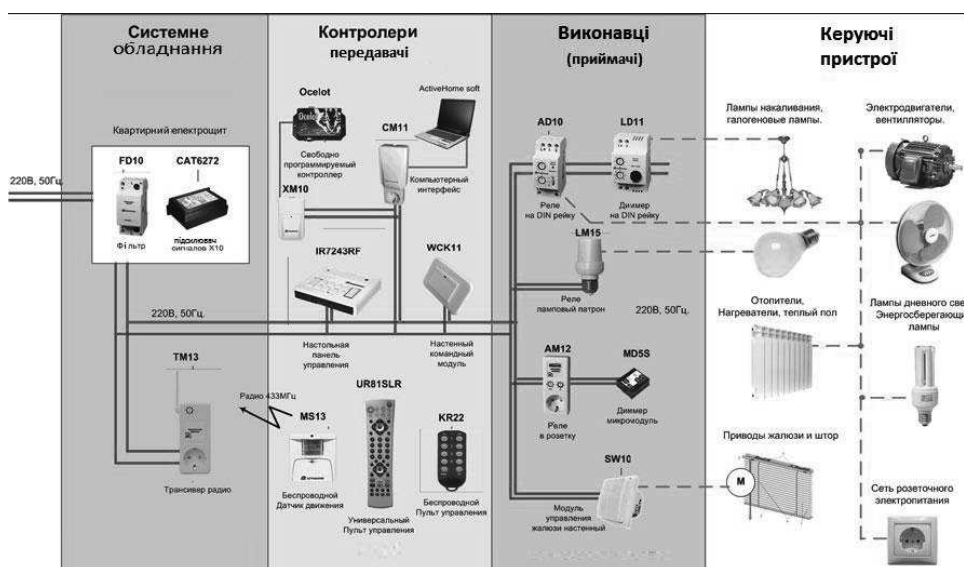 Системне
обладнання
Квартирний електрощит
FD10
CAT6272
220В, 50Гц.
Фільтр
підсилювач
сигналов X10
220В, 50Гц.
TM13
Трансивер радио
Контролери
передавачі
Ocelot
ActiveHome soft
CM11
Свободно
программируемый
контроллер
Компьютерный
интерфейс
XM10
IR7243RF
WCK11
Настольная
панель
управления
Настенный
командный
модуль
Радио 433МГц
MS13
UR81SLR
KR22
Беспроводной
Датчик движения
Универсальный
Пульт управления
Беспроводной
Пульт управления
Виконавці
(приймачі)
AD10
LD11
Реле
на DIN рейку
Диммер
на DIN рейку
LM15
Реле
ламповый патрон
220В, 50Гц.
AM12
MD5S
Реле
в розетку
Диммер
микромодуль
SW10
Модуль
управления
жалюзи настенный
Керуючі
пристрої
Лампы накаливания,
галогеновые лампы.
Электродвигатели,
вентилляторы.
Отопители,
Нагреватели, теплый пол
Лампы дневного све
Энергосберегающи
лампы
Приводы жалюзи и штор
M
Сеть розеточного
электропитания